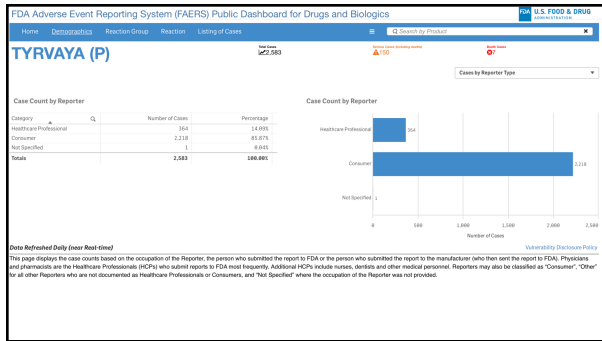 FDA Adverse Event Reporting System (FAERS) Public Dashboard for Drugs and Biologics
FDA U.S. FOOD & DRUG
ADMINISTRATION
Home Demographics Reaction Group Reaction Listing of Cases
Search by Product
TYRVAYA (P)
Total Cases
2,583
Serious Cases (including deaths)
150
Death Cases
7
Cases by Reporter Type
Case Count by Reporter
Category Number of Cases Percentage
Healthcare Professional 364 14.09%
Consumer 2,218 85.87%
Not Specified 1 0.04%
Totals 2,583 100.00%
Case Count by Reporter
Healthcare Professional 364
Consumer 2,218
Not Specified 1
0 500 1,000 1,500 2,000 2,500
Number of Cases
Data Refreshed Daily (near Real-time)
Vulnerability Disclosure Policy
This page displays the case counts based on the occupation of the Reporter, the person who submitted the report to FDA or the person who submitted the report to the manufacturer (who then sent the report to FDA). Physicians
and pharmacists are the Healthcare Professionals (HCPs) who submit reports to FDA most frequently. Additional HCPs include nurses, dentists and other medical personnel. Reporters may also be classified as "Consumer", "Other"
for all other Reporters who are not documented as Healthcare Professionals or Consumers, and "Not Specified" where the occupation of the Reporter was not provided.